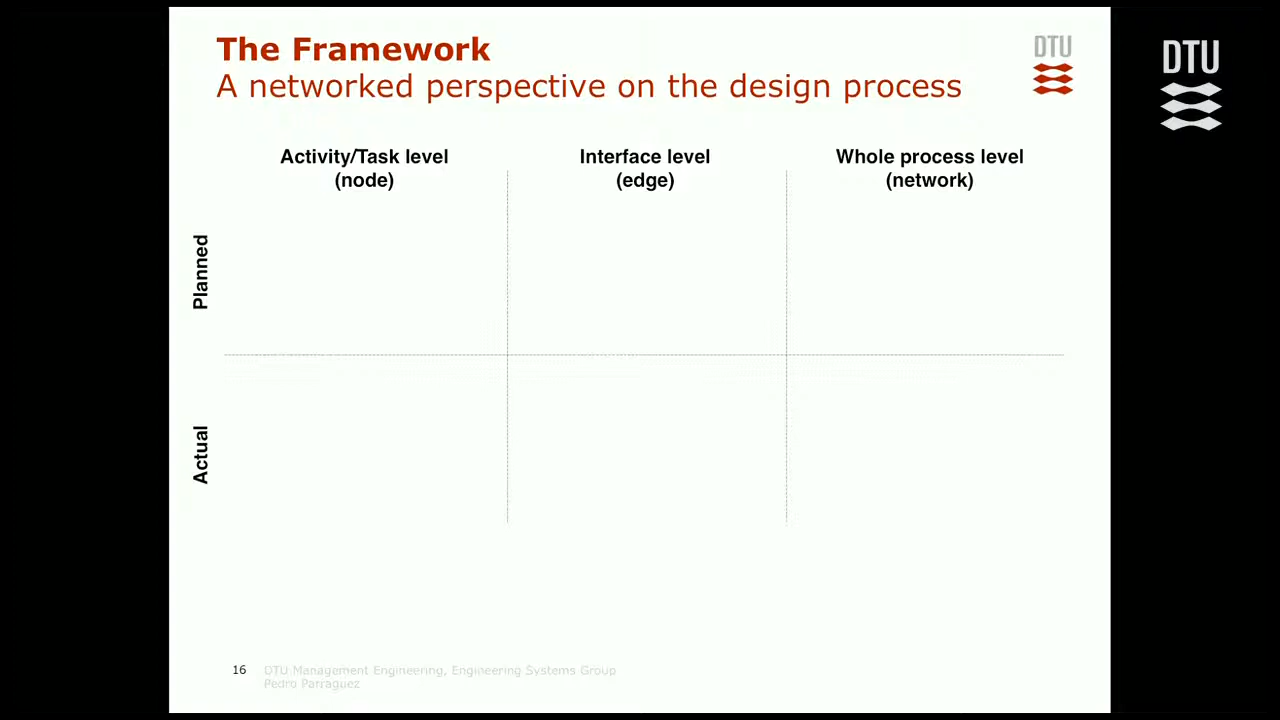 The Framework
A networked perspective on the design process
DTU
DTU
Activity/Task level
(node)
Interface level
(edge)
Whole process level
(network)
Planned
Actual
16
DTU Management Engineering, Engineering Systems Group
Pedro Parraguez